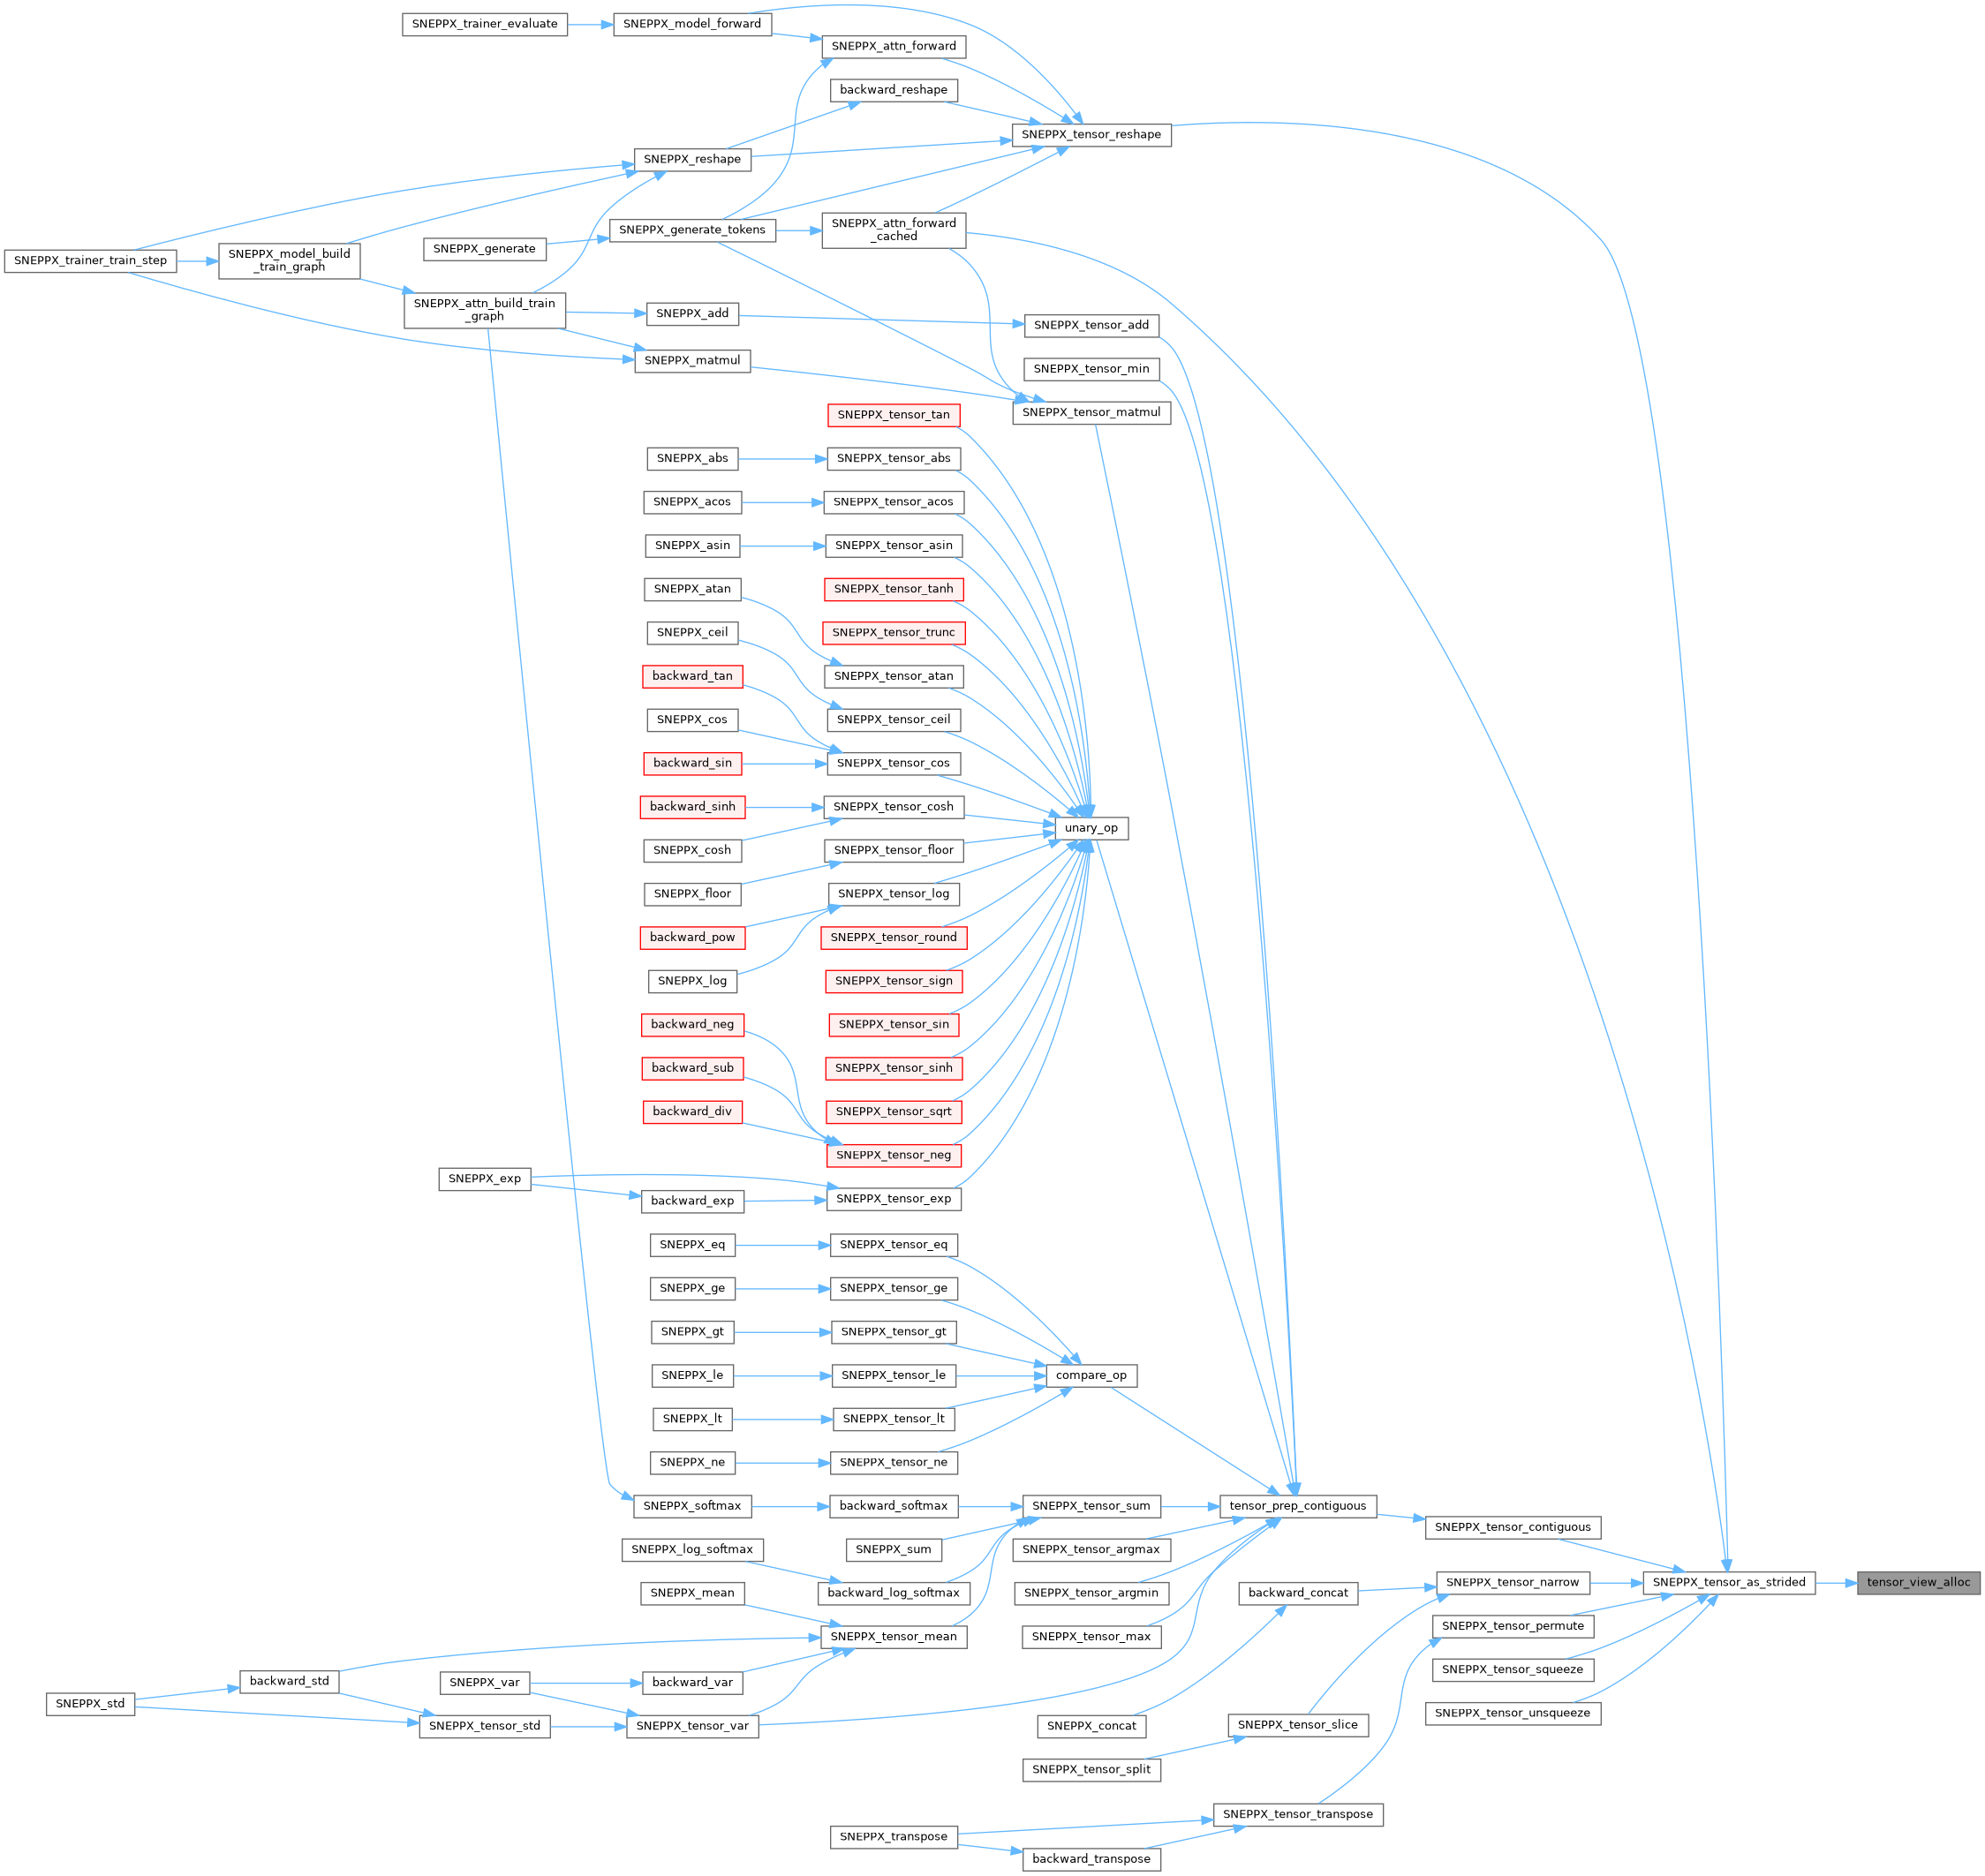 SNEPPX_trainer_evaluate
SNEPPX_model_forward
SNEPPX_attn_forward
backward_reshape
SNEPPX_tensor_reshape
SNEPPX_reshape
SNEPPX_generate_tokens
SNEPPX_attn_forward
_cached
SNEPPX_generate
SNEPPX_trainer_train_step
SNEPPX_model_build
_train_graph
SNEPPX_attn_build_train
_graph
SNEPPX_add
SNEPPX_tensor_add
SNEPPX_matmul
SNEPPX_tensor_min
SNEPPX_tensor_matmul
SNEPPX_tensor_tan
SNEPPX_abs
SNEPPX_tensor_abs
SNEPPX_acos
SNEPPX_tensor_acos
SNEPPX_asin
SNEPPX_tensor_asin
SNEPPX_atan
SNEPPX_tensor_tanh
SNEPPX_ceil
SNEPPX_tensor_trunc
backward_tan
SNEPPX_tensor_atan
SNEPPX_cos
SNEPPX_tensor_ceil
backward_sin
SNEPPX_tensor_cos
backward_sinh
SNEPPX_tensor_cosh
unary_op
SNEPPX_cosh
SNEPPX_tensor_floor
SNEPPX_floor
SNEPPX_tensor_log
backward_pow
SNEPPX_tensor_round
SNEPPX_log
SNEPPX_tensor_sign
backward_neg
SNEPPX_tensor_sin
backward_sub
SNEPPX_tensor_sinh
backward_div
SNEPPX_tensor_sqrt
SNEPPX_tensor_neg
SNEPPX_exp
backward_exp
SNEPPX_tensor_exp
SNEPPX_eq
SNEPPX_tensor_eq
SNEPPX_ge
SNEPPX_tensor_ge
SNEPPX_gt
SNEPPX_tensor_gt
SNEPPX_le
SNEPPX_tensor_le
compare_op
SNEPPX_lt
SNEPPX_tensor_lt
SNEPPX_ne
SNEPPX_tensor_ne
SNEPPX_softmax
backward_softmax
SNEPPX_tensor_sum
tensor_prep_contiguous
SNEPPX_tensor_contiguous
SNEPPX_log_softmax
SNEPPX_sum
SNEPPX_tensor_argmax
SNEPPX_mean
backward_log_softmax
SNEPPX_tensor_argmin
backward_concat
SNEPPX_tensor_narrow
SNEPPX_tensor_as_strided
tensor_view_alloc
SNEPPX_tensor_mean
SNEPPX_tensor_max
SNEPPX_tensor_permute
SNEPPX_tensor_squeeze
backward_std
SNEPPX_var
backward_var
SNEPPX_std
SNEPPX_tensor_std
SNEPPX_tensor_var
SNEPPX_concat
SNEPPX_tensor_slice
SNEPPX_tensor_unsqueeze
SNEPPX_tensor_split
SNEPPX_tensor_transpose
SNEPPX_transpose
backward_transpose